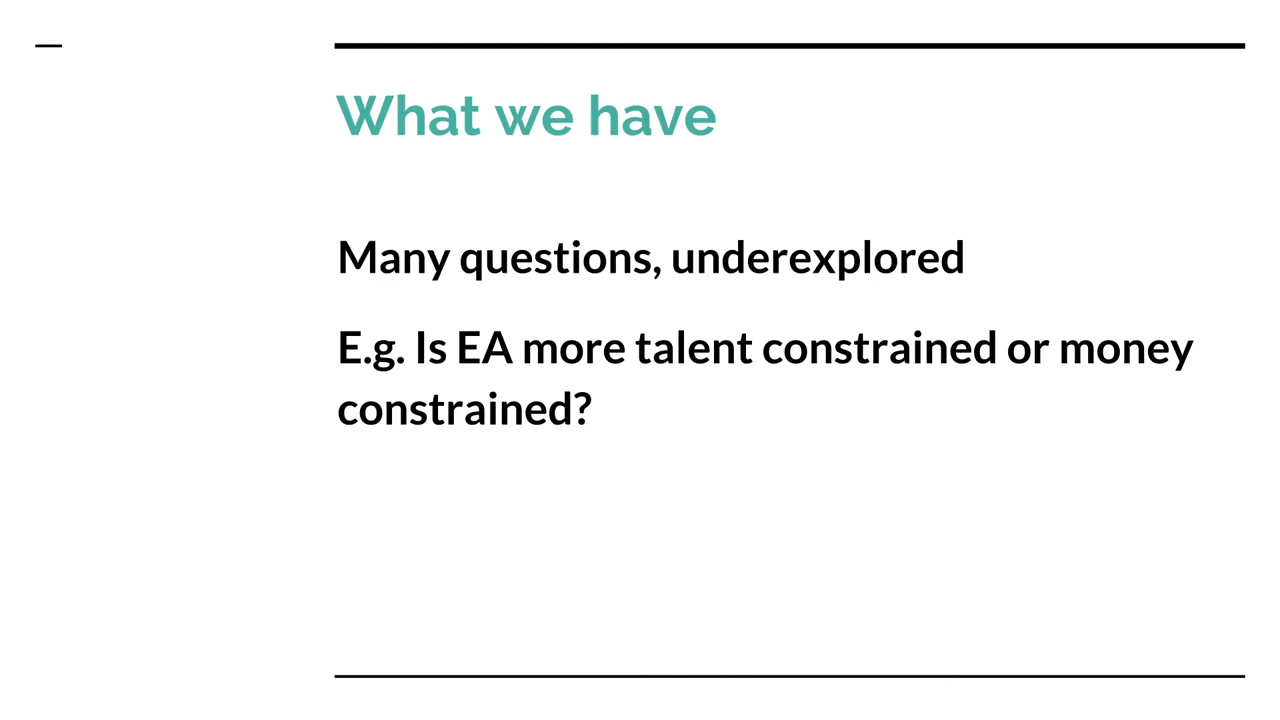 What we have
Many questions, underexplored
E.g. Is EA more talent constrained or money
constrained?